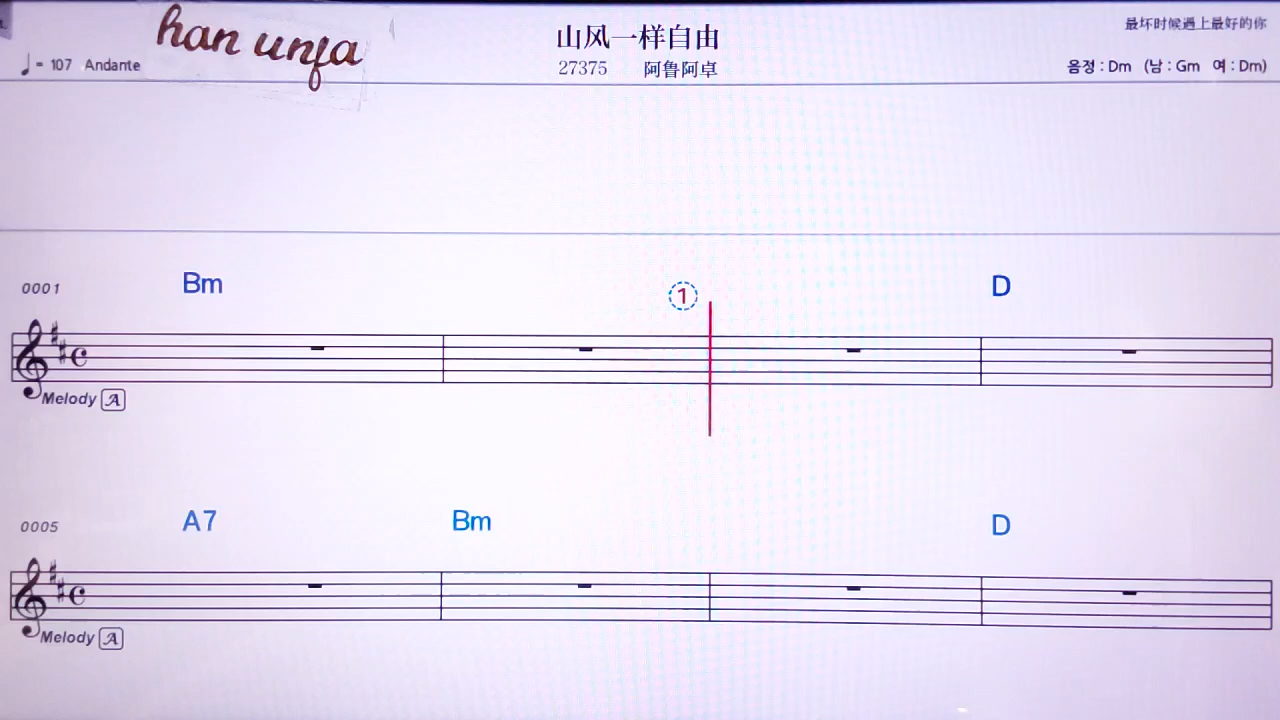 han unfa
山风一样自由
最坏时候遇上最好的你
♩= 107 Andante
27375 阿鲁阿卓
음정 : Dm (남 : Gm 여 : Dm)
0001 Bm 1 D
Melody A
0005 A7 Bm D
Melody A